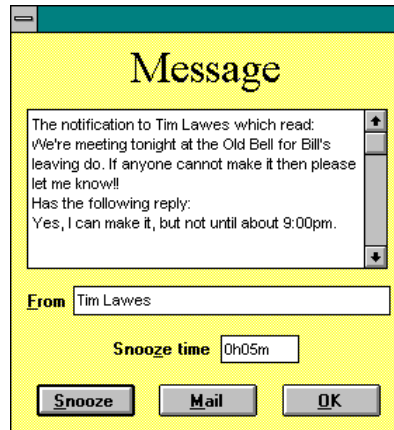 Message
The notification to Tim Lawes which read:
We're meeting tonight at the Old Bell for Bill's
leaving do. If anyone cannot make it then please
let me know!!
Has the following reply:
Yes, I can make it, but not until about 9:00pm.
From Tim Lawes
Snooze time 0h05m
Snooze Mail OK